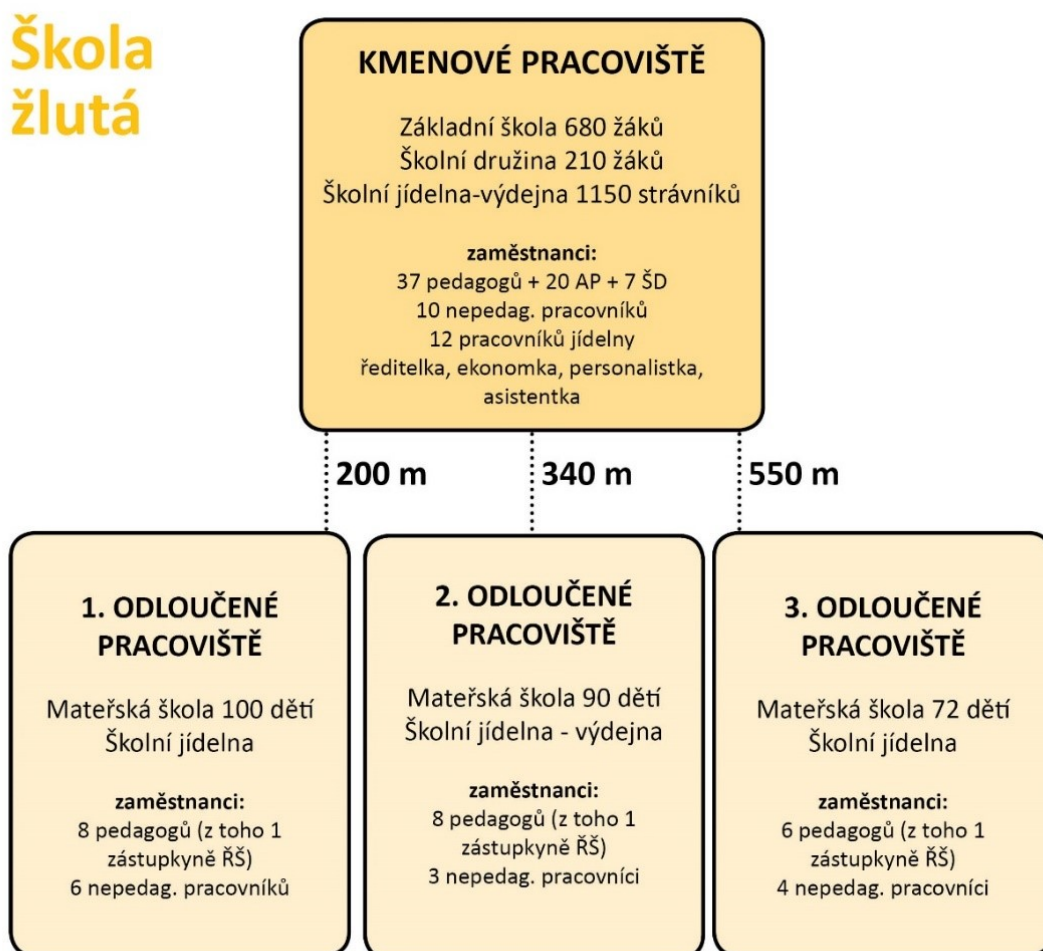 Škola
žlutá
KMENOVÉ PRACOVIŠTĚ
Základní škola 680 žáků
Školní družina 210 žáků
Školní jídelna-výdejna 1150 strávníků
zaměstnanci:
37 pedagogů + 20 AP + 7 ŠD
10 nepedag. pracovníků
12 pracovníků jídelny
ředitelka, ekonomka, personalistka,
asistentka
200 m
340 m
550 m
1. ODLOUČENÉ
PRACOVIŠTĚ
Mateřská škola 100 dětí
Školní jídelna
zaměstnanci:
8 pedagogů (z toho 1
zástupkyně ŘŠ)
6 nepedag. pracovníků
2. ODLOUČENÉ
PRACOVIŠTĚ
Mateřská škola 90 dětí
Školní jídelna - výdejna
zaměstnanci:
8 pedagogů (z toho 1
zástupkyně ŘŠ)
3 nepedag. pracovníci
3. ODLOUČENÉ
PRACOVIŠTĚ
Mateřská škola 72 dětí
Školní jídelna
zaměstnanci:
6 pedagogů (z toho 1
zástupkyně ŘŠ)
4 nepedag. pracovníci